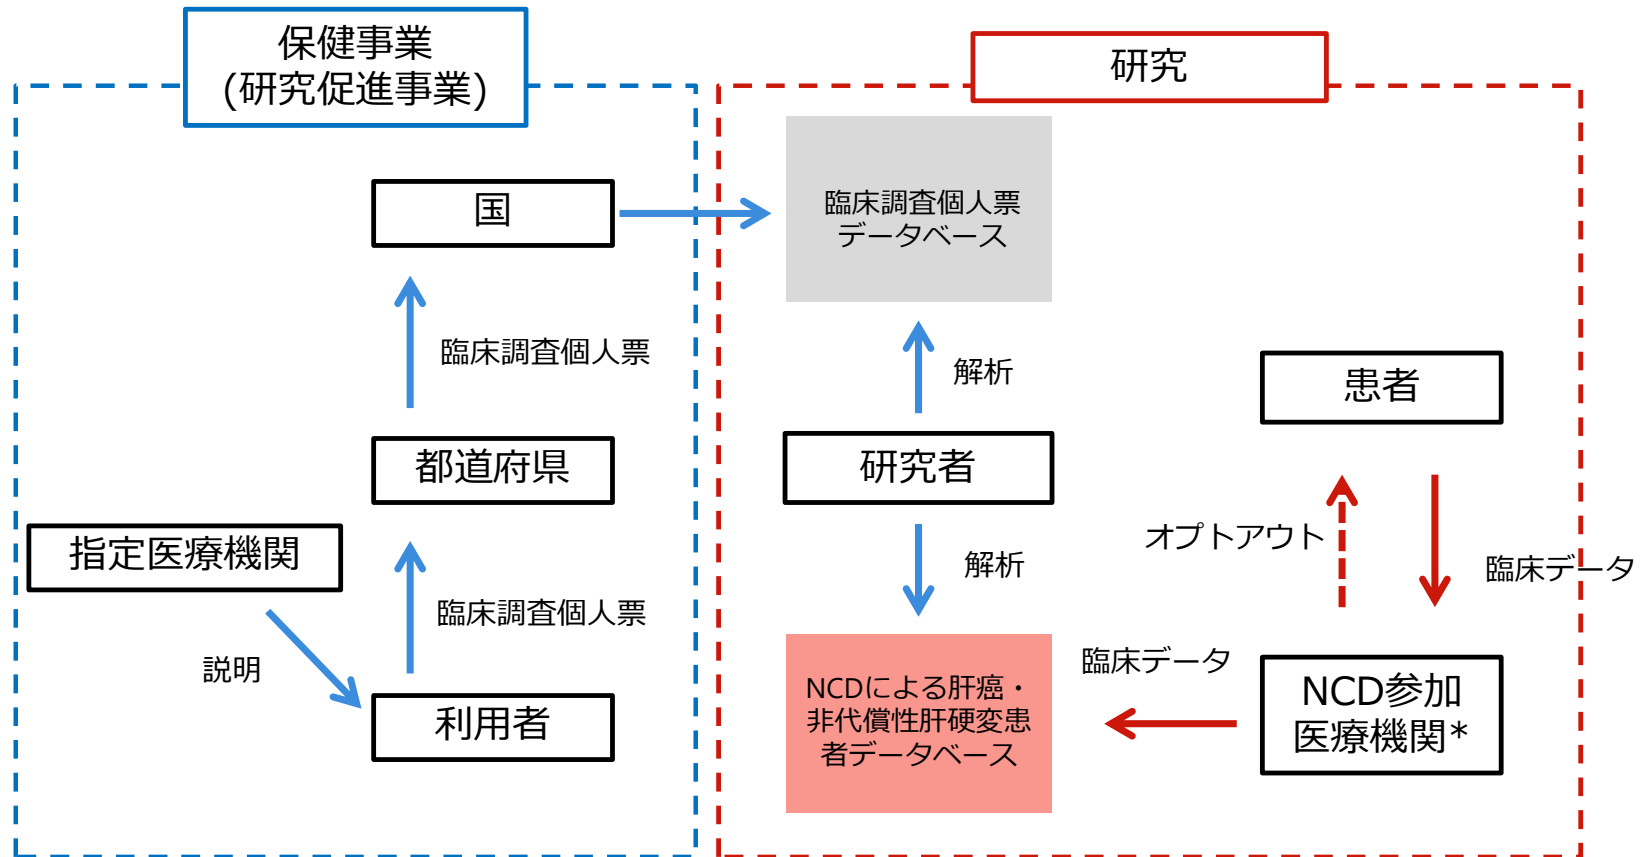 保健事業
(研究促進事業)
研究
国
臨床調査個人票
データベース
臨床調査個人票
解析
患者
都道府県
研究者
指定医療機関
オプトアウト
解析
臨床データ
臨床調査個人票
説明
利用者
NCDによる肝癌・
非代償性肝硬変患
者データベース
臨床データ
NCD参加
医療機関*